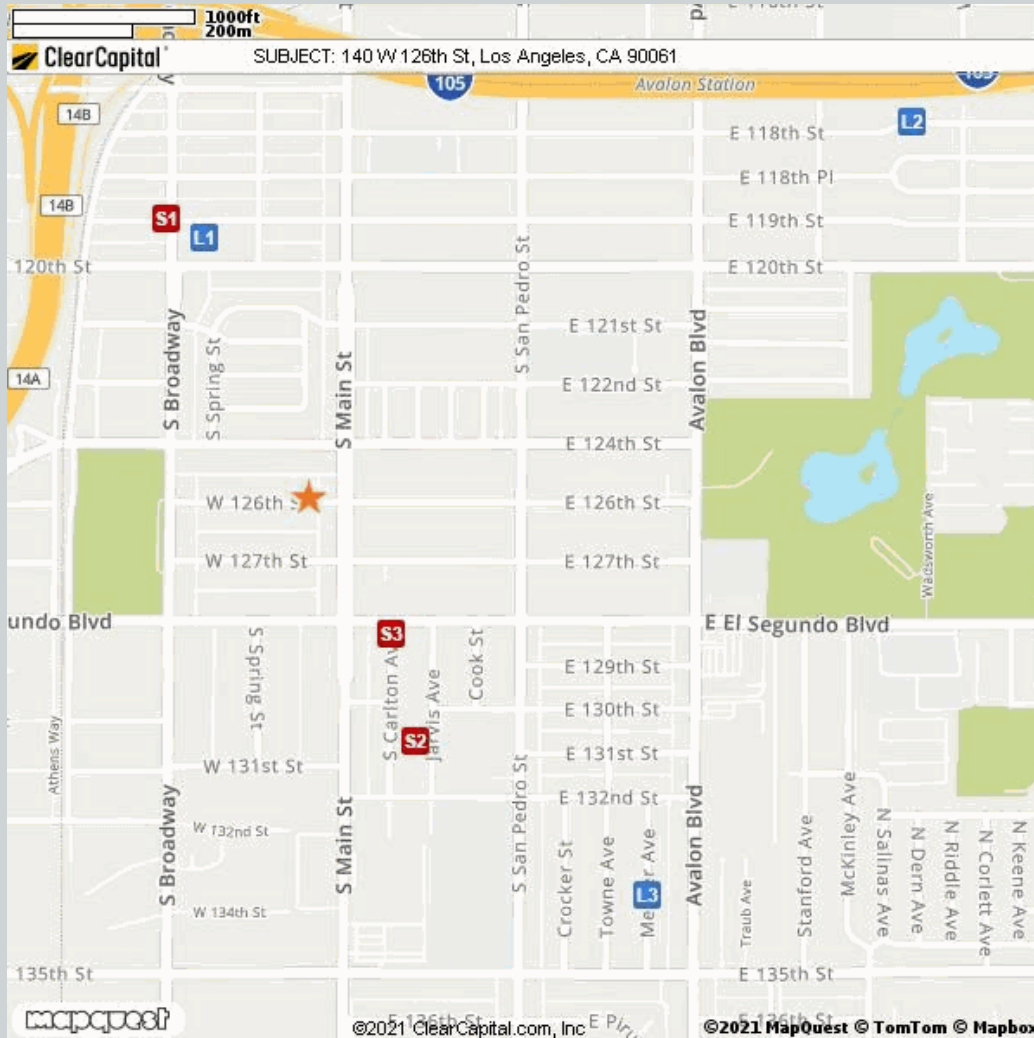 1000ft
200m
ClearCapital
SUBJECT: 140 W 126th St, Los Angeles, CA 90061
105
Avalon Station
14B
L2
E 118th St
E 118th Pl
14B
S1
L1
E 119th St
120th St
E 120th St
S San Pedro St
E 121st St
S Broadway
S Spring St
S Main St
Avalon Blvd
14A
E 122nd St
E 124th St
W 126th
E 126th St
W 127th St
E 127th St
Wadsworth Ave
undo Blvd
E El Segundo Blvd
S3
S Spring St
S Carlton Av
Jarvis Ave
Cook St
E 129th St
E 130th St
S2
E 131st St
Athens Way
W 131st St
E 132nd St
S Broadway
W 132nd St
S Main St
S San Pedro St
Crocker St
Towne Ave
L3
Avalon Blvd
Traub Ave
Stanford Ave
McKinley Ave
N Salinas Ave
N Dern Ave
N Riddle Ave
N Corlett Ave
N Keene Ave
W 134th St
135th St
E 135th St
mapquest
©2021 ClearCapital.com, Inc
©2021 MapQuest © TomTom © Mapbox